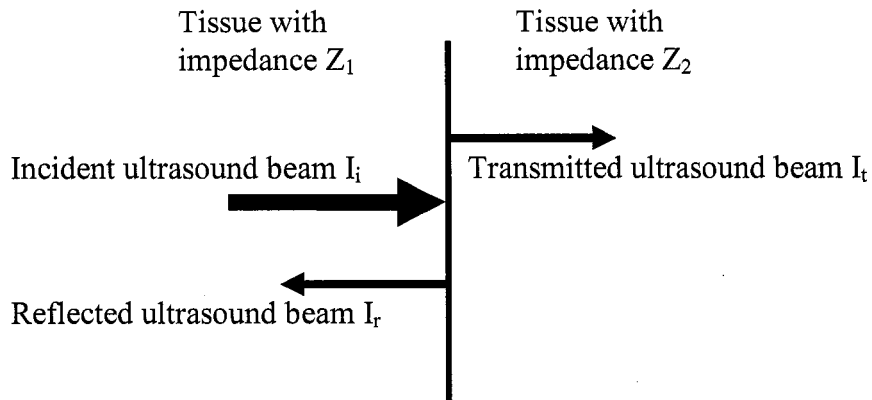 Tissue with
impedance Z₁
Tissue with
impedance Z₂
Incident ultrasound beam Iᵢ
Transmitted ultrasound beam Iₜ
Reflected ultrasound beam Iᵣ